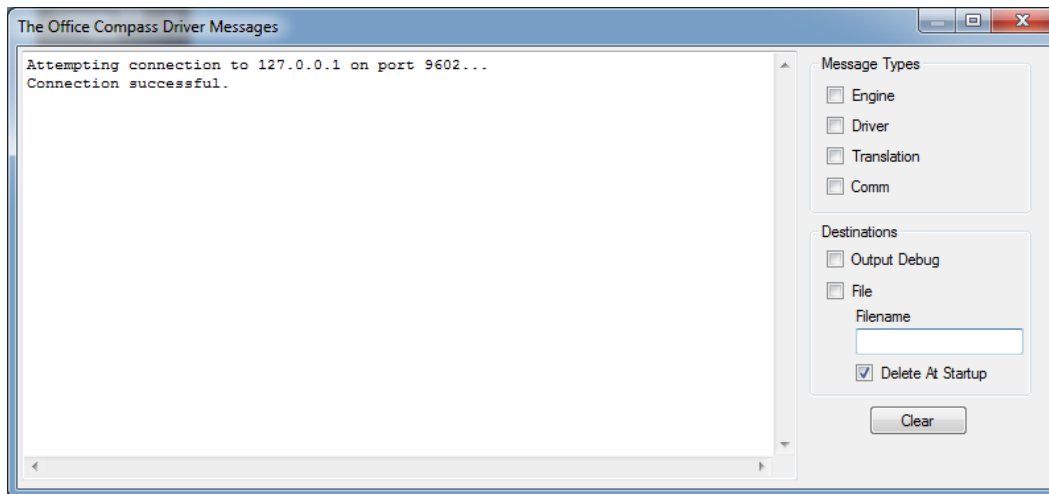 The Office Compass Driver Messages
Attempting connection to 127.0.0.1 on port 9602...
Connection successful.
Message Types
Engine
Driver
Translation
Comm
Destinations
Output Debug
File
Filename
Delete At Startup
Clear